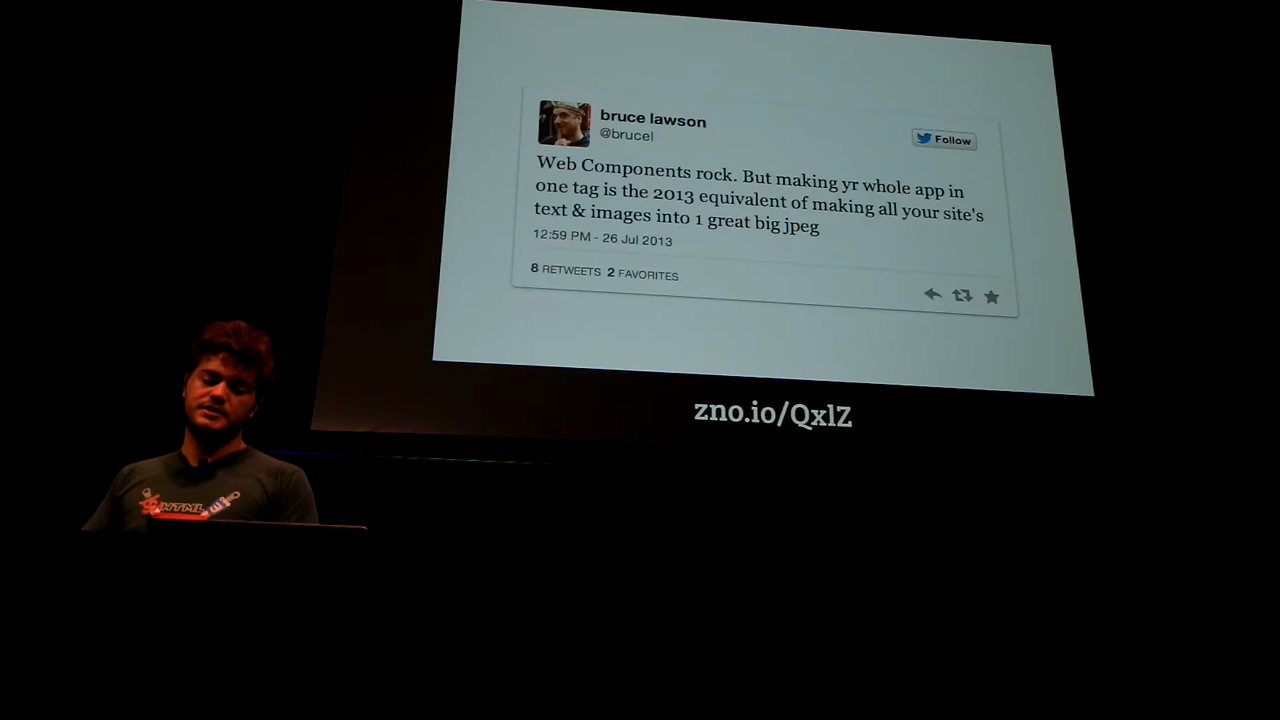 bruce lawson
@brucel
Follow
Web Components rock. But making yr whole app in
one tag is the 2013 equivalent of making all your site's
text & images into 1 great big jpeg
12:59 PM - 26 Jul 2013
8 RETWEETS 2 FAVORITES
zno.io/QxlZ
HTML